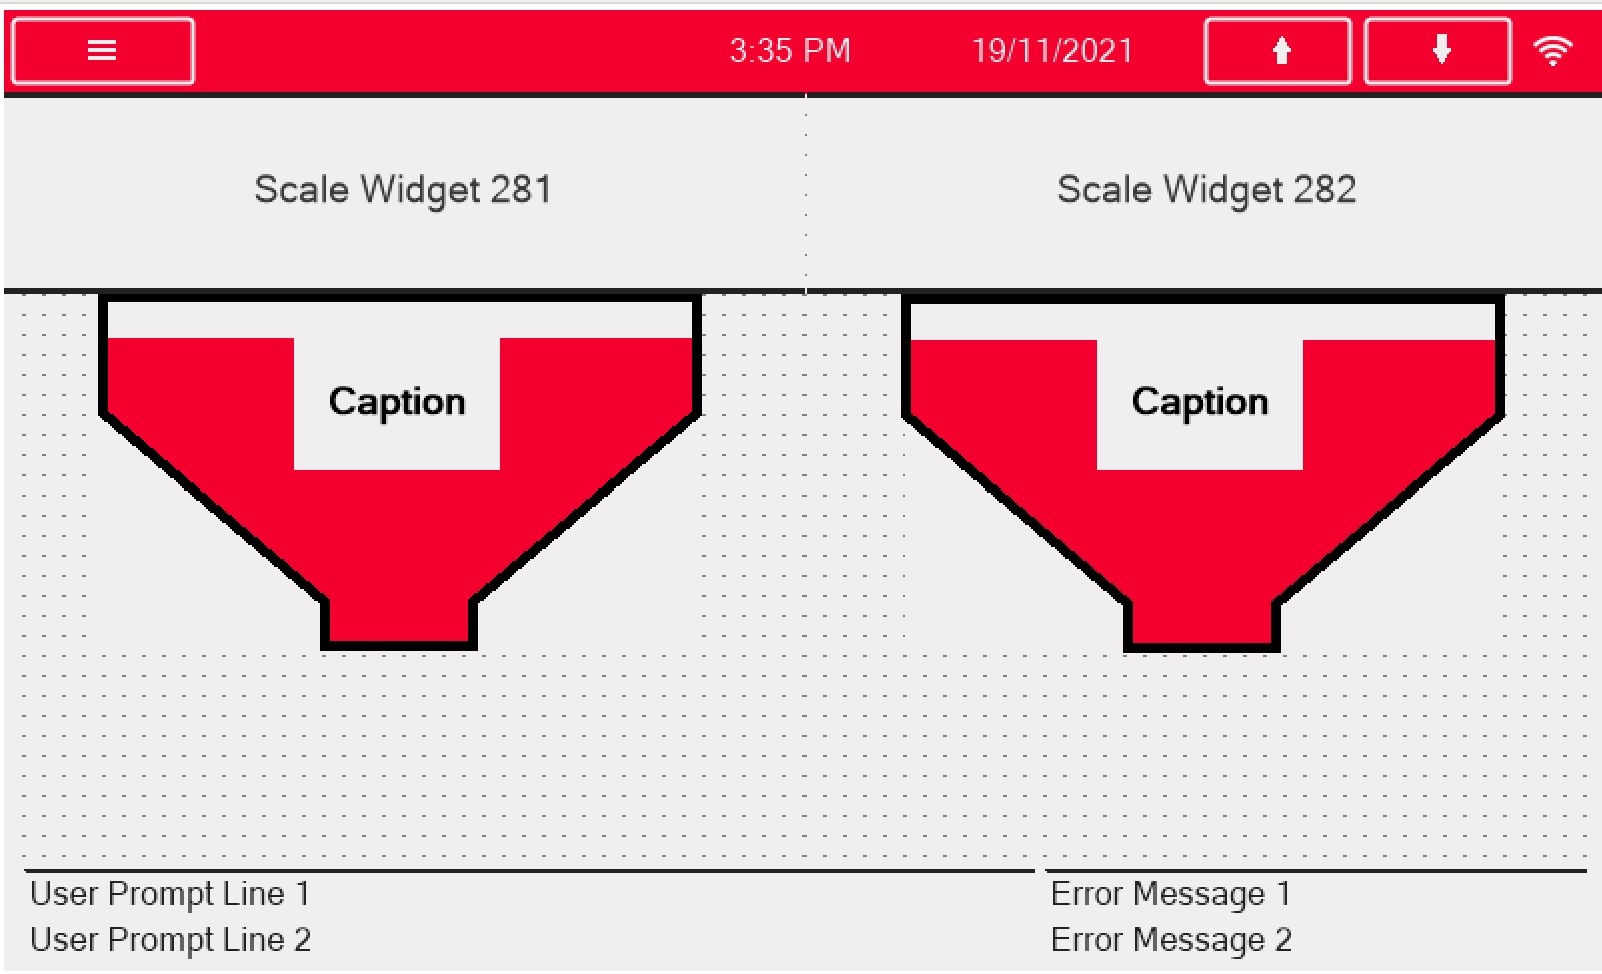 3:35 PM 19/11/2021
Scale Widget 281 Scale Widget 282
Caption Caption
User Prompt Line 1 Error Message 1
User Prompt Line 2 Error Message 2